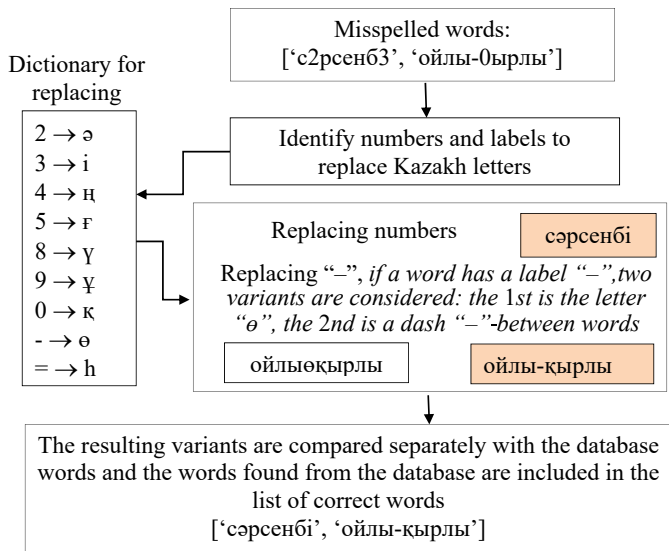 Misspelled words:
[‘с2рсенб3’, ‘ойлы-0ырлы’]
Dictionary for
replacing
2 → ә
3 → і
4 → ң
5 → ғ
8 → ү
9 → ұ
0 → қ
- → ө
= → һ
Identify numbers and labels to
replace Kazakh letters
Replacing numbers
сәрсенбі
Replacing “–”, if a word has a label “–”,two
variants are considered: the 1st is the letter
“ө”, the 2nd is a dash “–”-between words
ойлыөқырлы
ойлы-қырлы
The resulting variants are compared separately with the database
words and the words found from the database are included in the
list of correct words
[‘сәрсенбі’, ‘ойлы-қырлы’]